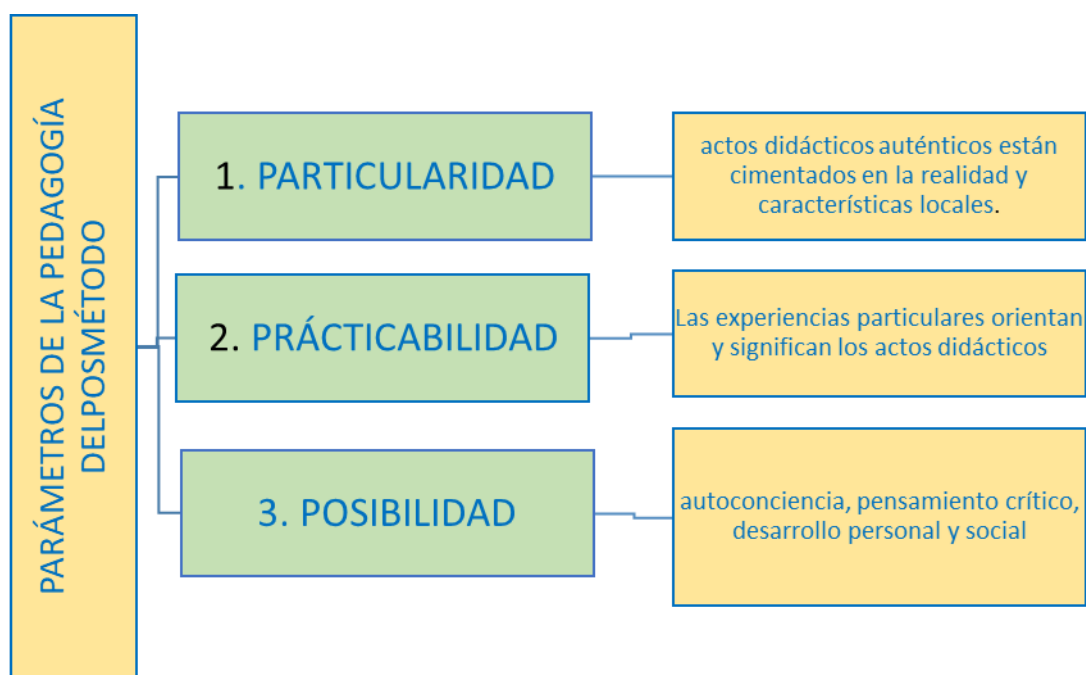 PARÁMETROS DE LA PEDAGOGÍA
DELPOSMÉTODO
1. PARTICULARIDAD
actos didácticos auténticos están
cimentados en la realidad y
características locales.
2. PRÁCTICABILIDAD
Las experiencias particulares orientan
y significan los actos didácticos
3. POSIBILIDAD
autoconciencia, pensamiento crítico,
desarrollo personal y social